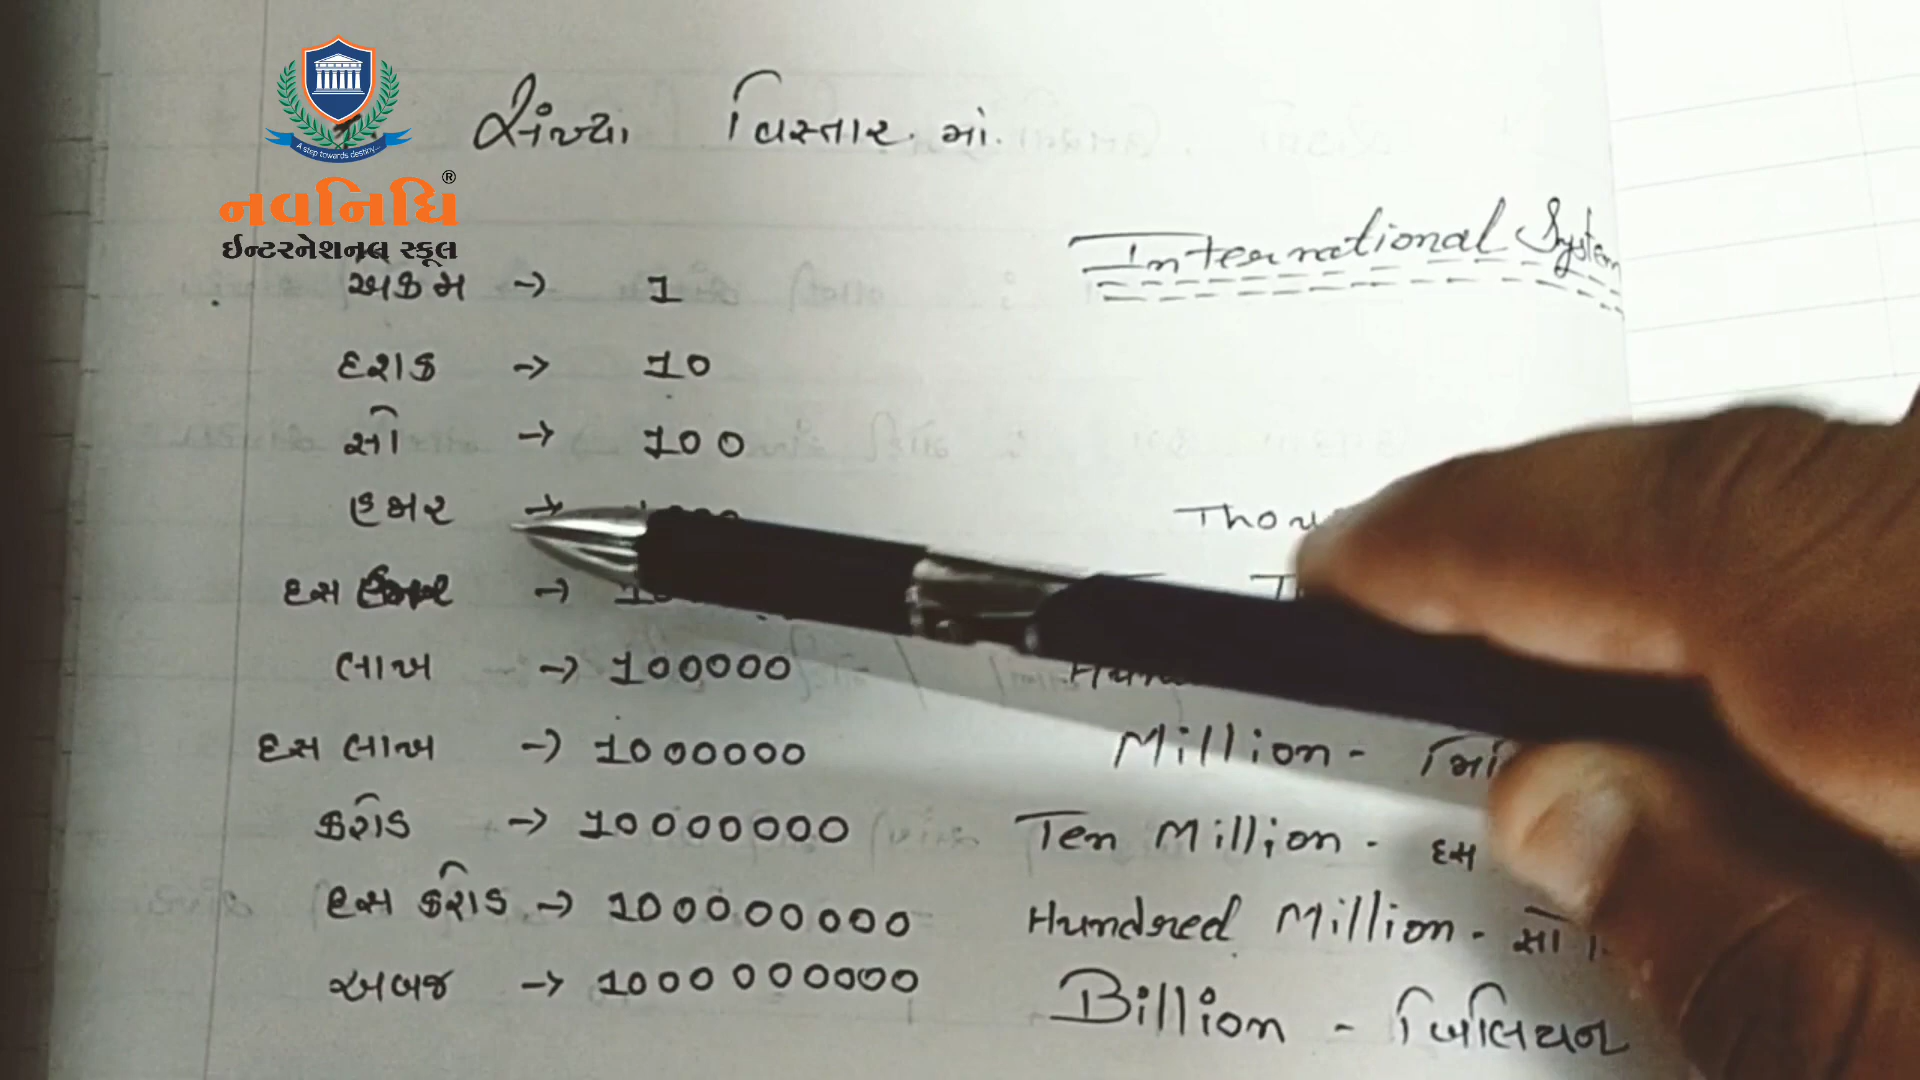 A step towards destiny...
નવનિધિ ®
ઈન્ટરનેશનલ સ્કૂલ
સંખ્યા વિસ્તાર. માં.
International System
એકમ → 1
દશક → 10
સો → 100
હજાર →
દસ હજાર →
લાખ → 100000
દસ લાખ → 1000000 Million -
કરોડ → 10000000 Ten Million - દસ
દસ કરોડ → 100000000 Hundred Million - સો
અબજ → 1000000000 Billion - બિલિયન